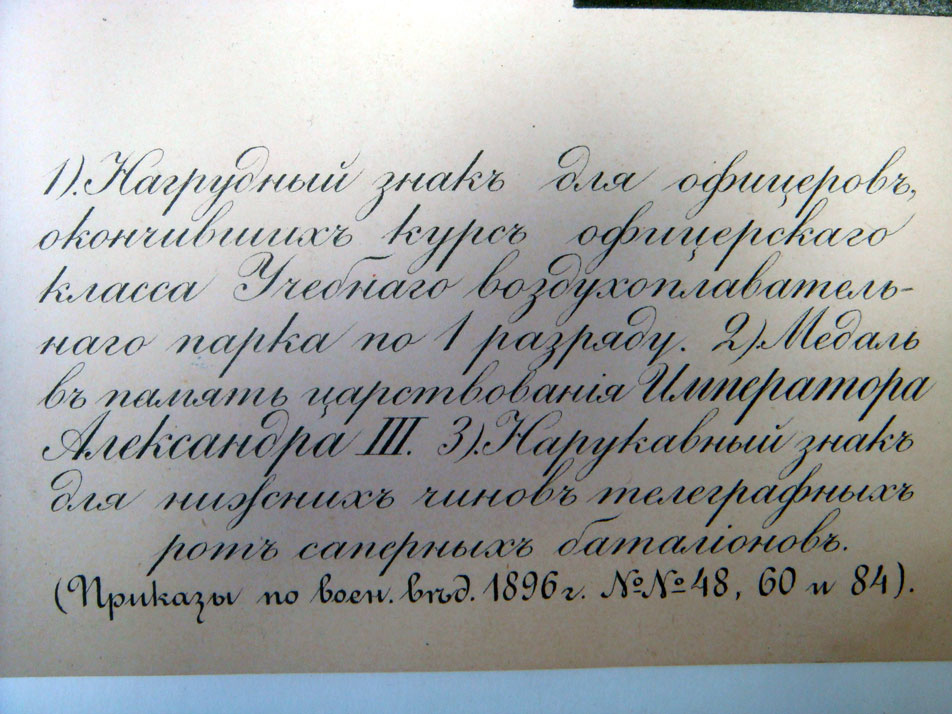 1). Нагрудный знакъ для офицеровъ,
окончившихъ курсъ офицерскаго
класса Учебнаго воздухоплаватель-
наго парка по 1 разряду. 2). Медаль
въ память царствованія Императора
Александра III. 3). Нарукавный знакъ
для нижнихъ чиновъ телеграфныхъ
ротъ саперныхъ баталіоновъ.
(Приказы по воен. вѣд. 1896 г. №№ 48, 60 и 84).